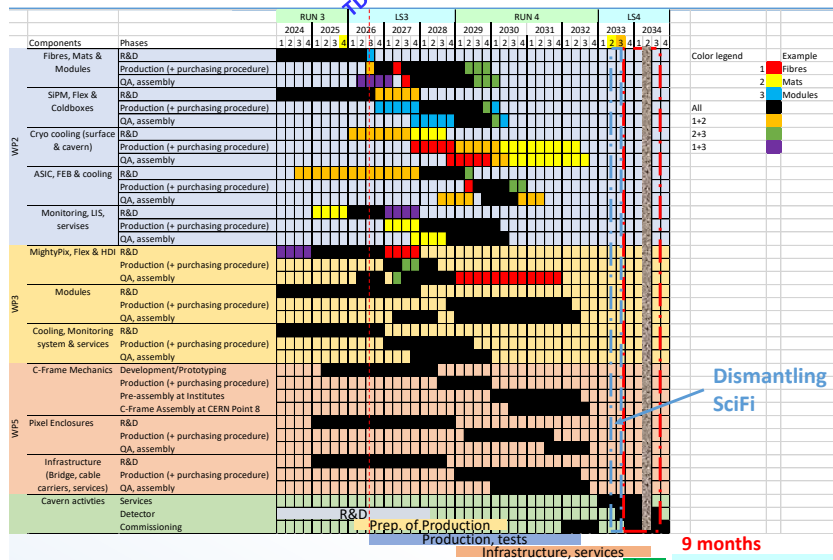 TD
RUN 3 LS3 RUN 4 LS4
2024 2025 2026 2027 2028 2029 2030 2031 2032 2033 2034
Components Phases 1 2 3 4 1 2 3 4 1 2 3 4 1 2 3 4 1 2 3 4 1 2 3 4 1 2 3 4 1 2 3 4 1 2 3 4 1 2 3 4 1 2 3 4
Fibres, Mats & R&D
Modules Production (+ purchasing procedure)
QA, assembly
SiPM, Flex & R&D
Coldboxes Production (+ purchasing procedure)
QA, assembly
Cryo cooling (surface R&D
& cavern) Production (+ purchasing procedure)
QA, assembly
ASIC, FEB & cooling R&D
Production (+ purchasing procedure)
QA, assembly
Monitoring, LIS, R&D
servises Production (+ purchasing procedure)
QA, assembly
WP2
MightyPix, Flex & HDI R&D
Production (+ purchasing procedure)
QA, assembly
Modules R&D
Production (+ purchasing procedure)
QA, assembly
Cooling, Monitoring R&D
system & services Production (+ purchasing procedure)
QA, assembly
WP3
C-Frame Mechanics Development/Prototyping
Production (+ purchasing procedure)
Pre-assembly at Institutes
C-Frame Assembly at CERN Point 8
Pixel Enclosures R&D
Production (+ purchasing procedure)
QA, assembly
Infrastructure R&D
(Bridge, cable Production (+ purchasing procedure)
carriers, services) QA, assembly
WP5
Cavern activties Services
Detector
Commissioning
R&D
Prep. of Production
Production, tests
Infrastructure, services
Color legend Example
1 Fibres
2 Mats
3 Modules
All
1+2
2+3
1+3
Dismantling
SciFi
9 months